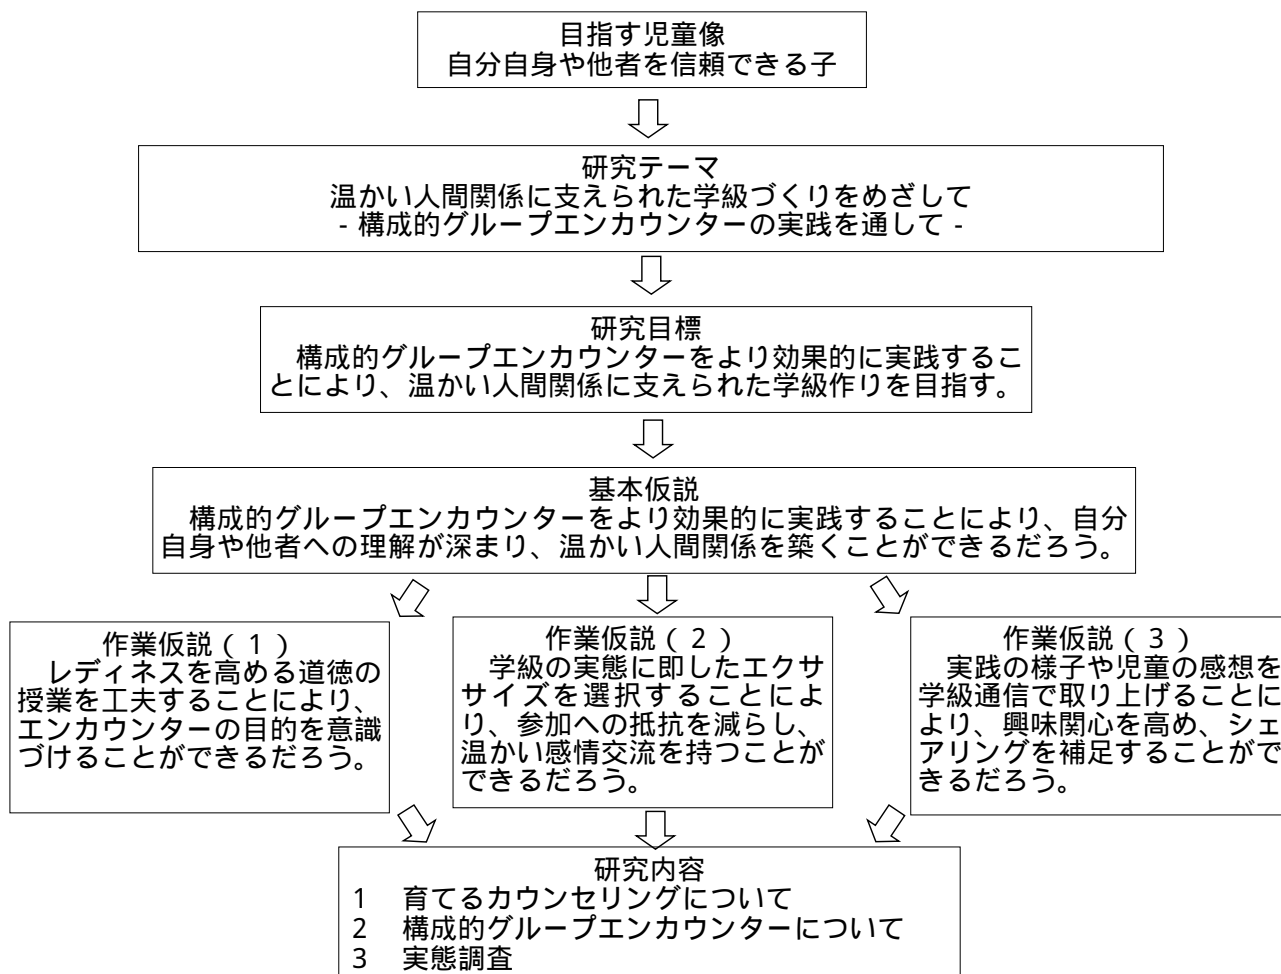 目指す児童像
自分自身や他者を信頼できる子
研究テーマ
温かい人間関係に支えられた学級づくりをめざして
- 構成的グループエンカウンターの実践を通して -
研究目標
構成的グループエンカウンターをより効果的に実践するこ
とにより、温かい人間関係に支えられた学級作りを目指す。
基本仮説
構成的グループエンカウンターをより効果的に実践することにより、自分
自身や他者への理解が深まり、温かい人間関係を築くことができるだろう。
作業仮説(1)
レディネスを高める道徳の
授業を工夫することにより、
エンカウンターの目的を意識
づけることができるだろう。
作業仮説(2)
学級の実態に即したエクサ
サイズを選択することによ
り、参加への抵抗を減らし、
温かい感情交流を持つことが
できるだろう。
作業仮説(3)
実践の様子や児童の感想を
学級通信で取り上げることに
より、興味関心を高め、シェ
アリングを補足することがで
きるだろう。
研究内容
1 育てるカウンセリングについて
2 構成的グループエンカウンターについて
3 実態調査